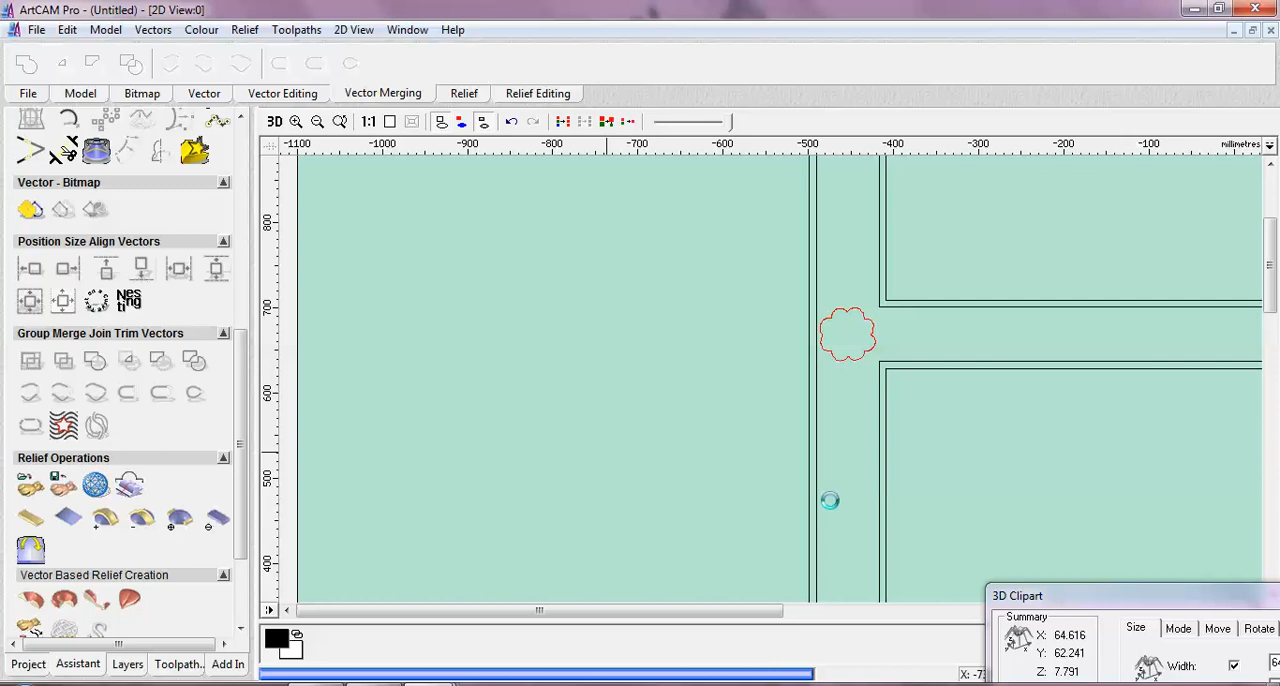 ArtCAM Pro - (Untitled) - [2D View:0]
File Edit Model Vectors Colour Relief Toolpaths 2D View Window Help
File Model Bitmap Vector Vector Editing Vector Merging Relief Relief Editing
3D 1:1
-1100 -1000 -900 -800 -700 -600 -500 -400 -300 -200 -100 millimetres
800
700
600
500
400
Vector - Bitmap
Position Size Align Vectors
Nes
ting
Group Merge Join Trim Vectors
Relief Operations
Vector Based Relief Creation
Project Assistant Layers Toolpath... Add In
3D Clipart
Summary
X: 64.616
Y: 62.241
Z: 7.791
Size Mode Move Rotate
Width:
X: -7